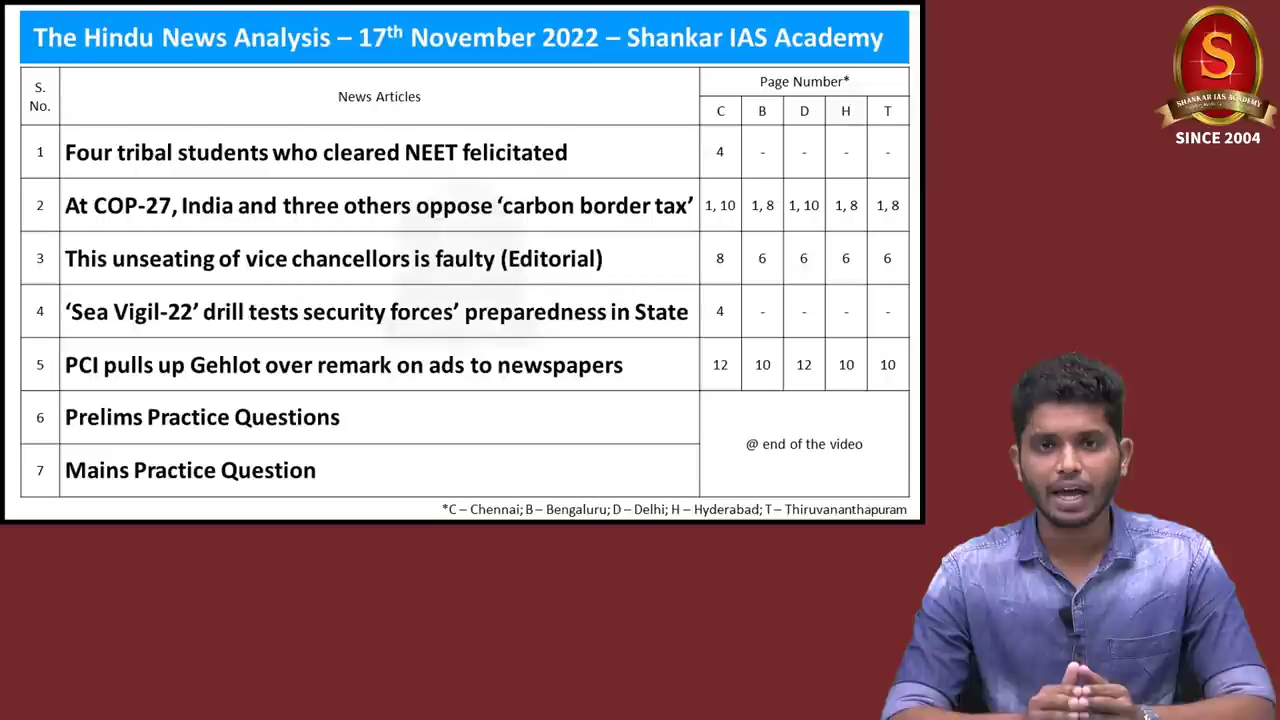 The Hindu News Analysis – 17th November 2022 – Shankar IAS Academy
S. No. News Articles Page Number*
C B D H T
1 Four tribal students who cleared NEET felicitated 4 - - - -
2 At COP-27, India and three others oppose ‘carbon border tax’ 1, 10 1, 8 1, 10 1, 8 1, 8
3 This unseating of vice chancellors is faulty (Editorial) 8 6 6 6 6
4 ‘Sea Vigil-22’ drill tests security forces’ preparedness in State 4 - - - -
5 PCI pulls up Gehlot over remark on ads to newspapers 12 10 12 10 10
6 Prelims Practice Questions
@ end of the video
7 Mains Practice Question
*C – Chennai; B – Bengaluru; D – Delhi; H – Hyderabad; T – Thiruvananthapuram
S
SHANKAR IAS ACADEMY
SINCE 2004